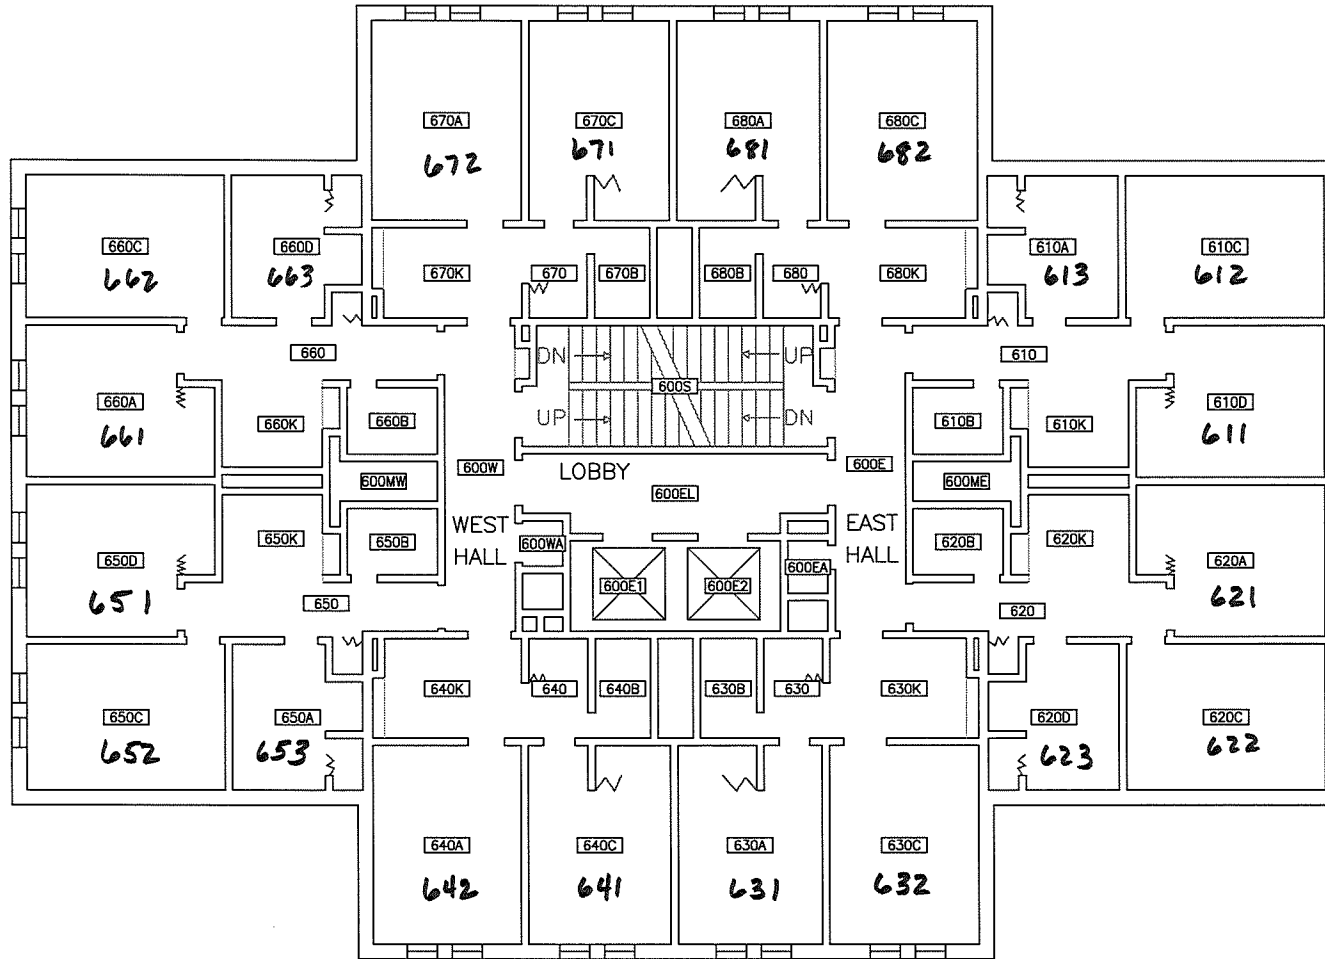 670A 670C 680A 680C
672 671 681 682
660C 660D 610A 610C
662 663 613 612
670K 670 670B 680B 680 680K
660 DN UP 610
600S
660A 610D
661 660K 660B UP DN 610B 610K 611
600W LOBBY 600E
600MW 600EL 600ME
WEST EAST
650K 650B 600WA HALL HALL 620B 620K
650D 600EA 620A
600E1 600E2
651 621
650 620
640K 640 640B 630B 630 630K
650C 650A 620D 620C
652 653 623 622
640A 640C 630A 630C
642 641 631 632